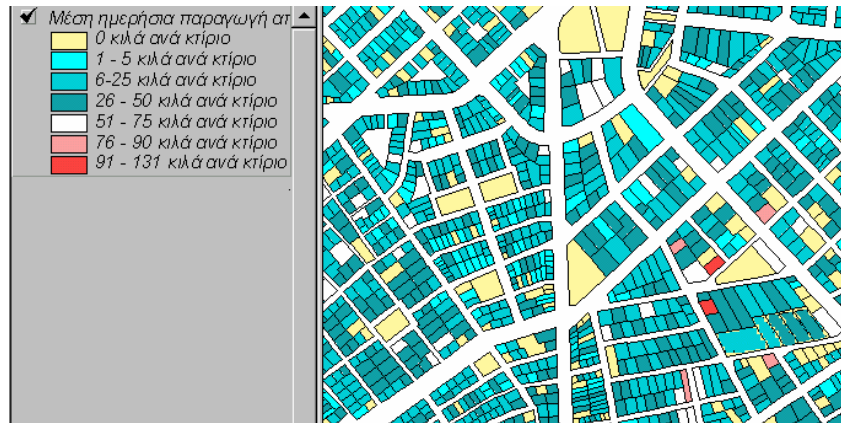 Μέση ημερήσια παραγωγή απ
0 κιλά ανά κτίριο
1 - 5 κιλά ανά κτίριο
6-25 κιλά ανά κτίριο
26 - 50 κιλά ανά κτίριο
51 - 75 κιλά ανά κτίριο
76 - 90 κιλά ανά κτίριο
91 - 131 κιλά ανά κτίριο